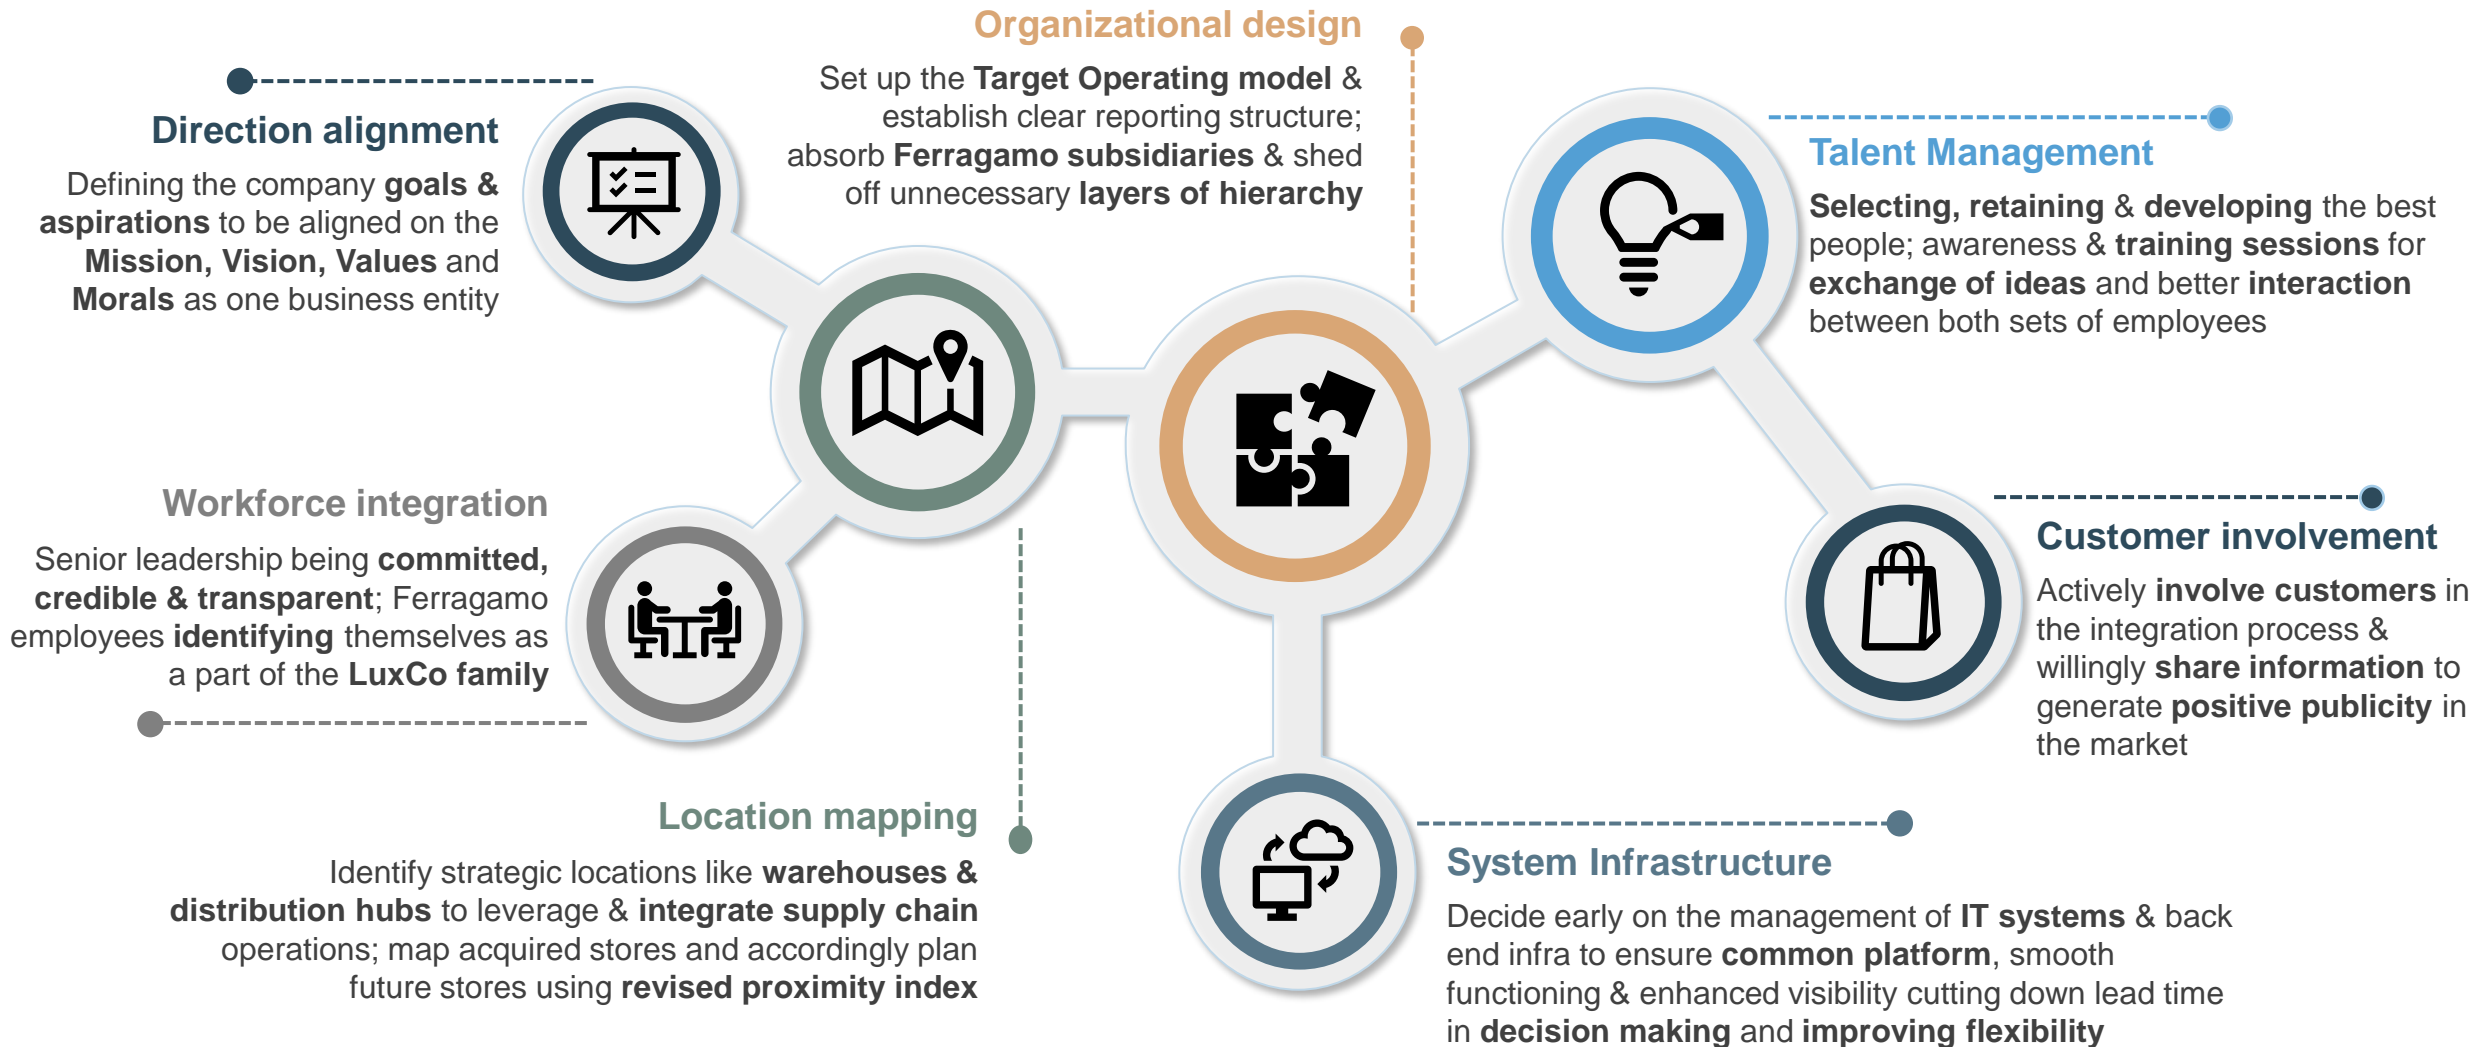 Organizational design
Set up the Target Operating model &
establish clear reporting structure;
absorb Ferragamo subsidiaries & shed
off unnecessary layers of hierarchy
Direction alignment
Defining the company goals &
aspirations to be aligned on the
Mission, Vision, Values and
Morals as one business entity
Talent Management
Selecting, retaining & developing the best
people; awareness & training sessions for
exchange of ideas and better interaction
between both sets of employees
Workforce integration
Senior leadership being committed,
credible & transparent; Ferragamo
employees identifying themselves as
a part of the LuxCo family
Customer involvement
Actively involve customers in
the integration process &
willingly share information to
generate positive publicity in
the market
Location mapping
Identify strategic locations like warehouses &
distribution hubs to leverage & integrate supply chain
operations; map acquired stores and accordingly plan
future stores using revised proximity index
System Infrastructure
Decide early on the management of IT systems & back
end infra to ensure common platform, smooth
functioning & enhanced visibility cutting down lead time
in decision making and improving flexibility